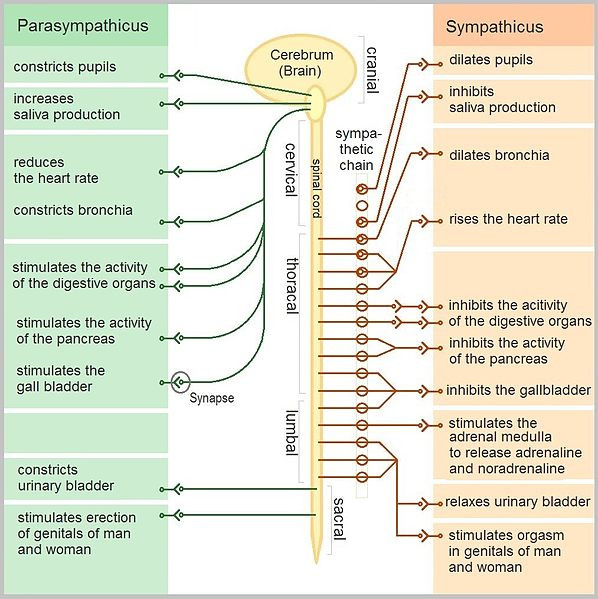 Parasympathicus
constricts pupils
increases
saliva production
reduces
the heart rate
constricts bronchia
stimulates the activity
of the digestive organs
stimulates the activity
of the pancreas
stimulates the
gall bladder
constricts
urinary bladder
stimulates erection
of genitals of man
and woman
Cerebrum
(Brain)
cranial
cervical
spinal cord
sympa-
thetic
chain
thoracal
Synapse
lumbal
sacral
Sympathicus
dilates pupils
inhibits
saliva production
dilates bronchia
rises the heart rate
inhibits the acitivity
of the digestive organs
inhibits the activity
of the pancreas
inhibits the gallbladder
stimulates the
adrenal medulla
to release adrenaline
and noradrenaline
relaxes urinary bladder
stimulates orgasm
in genitals of man
and woman